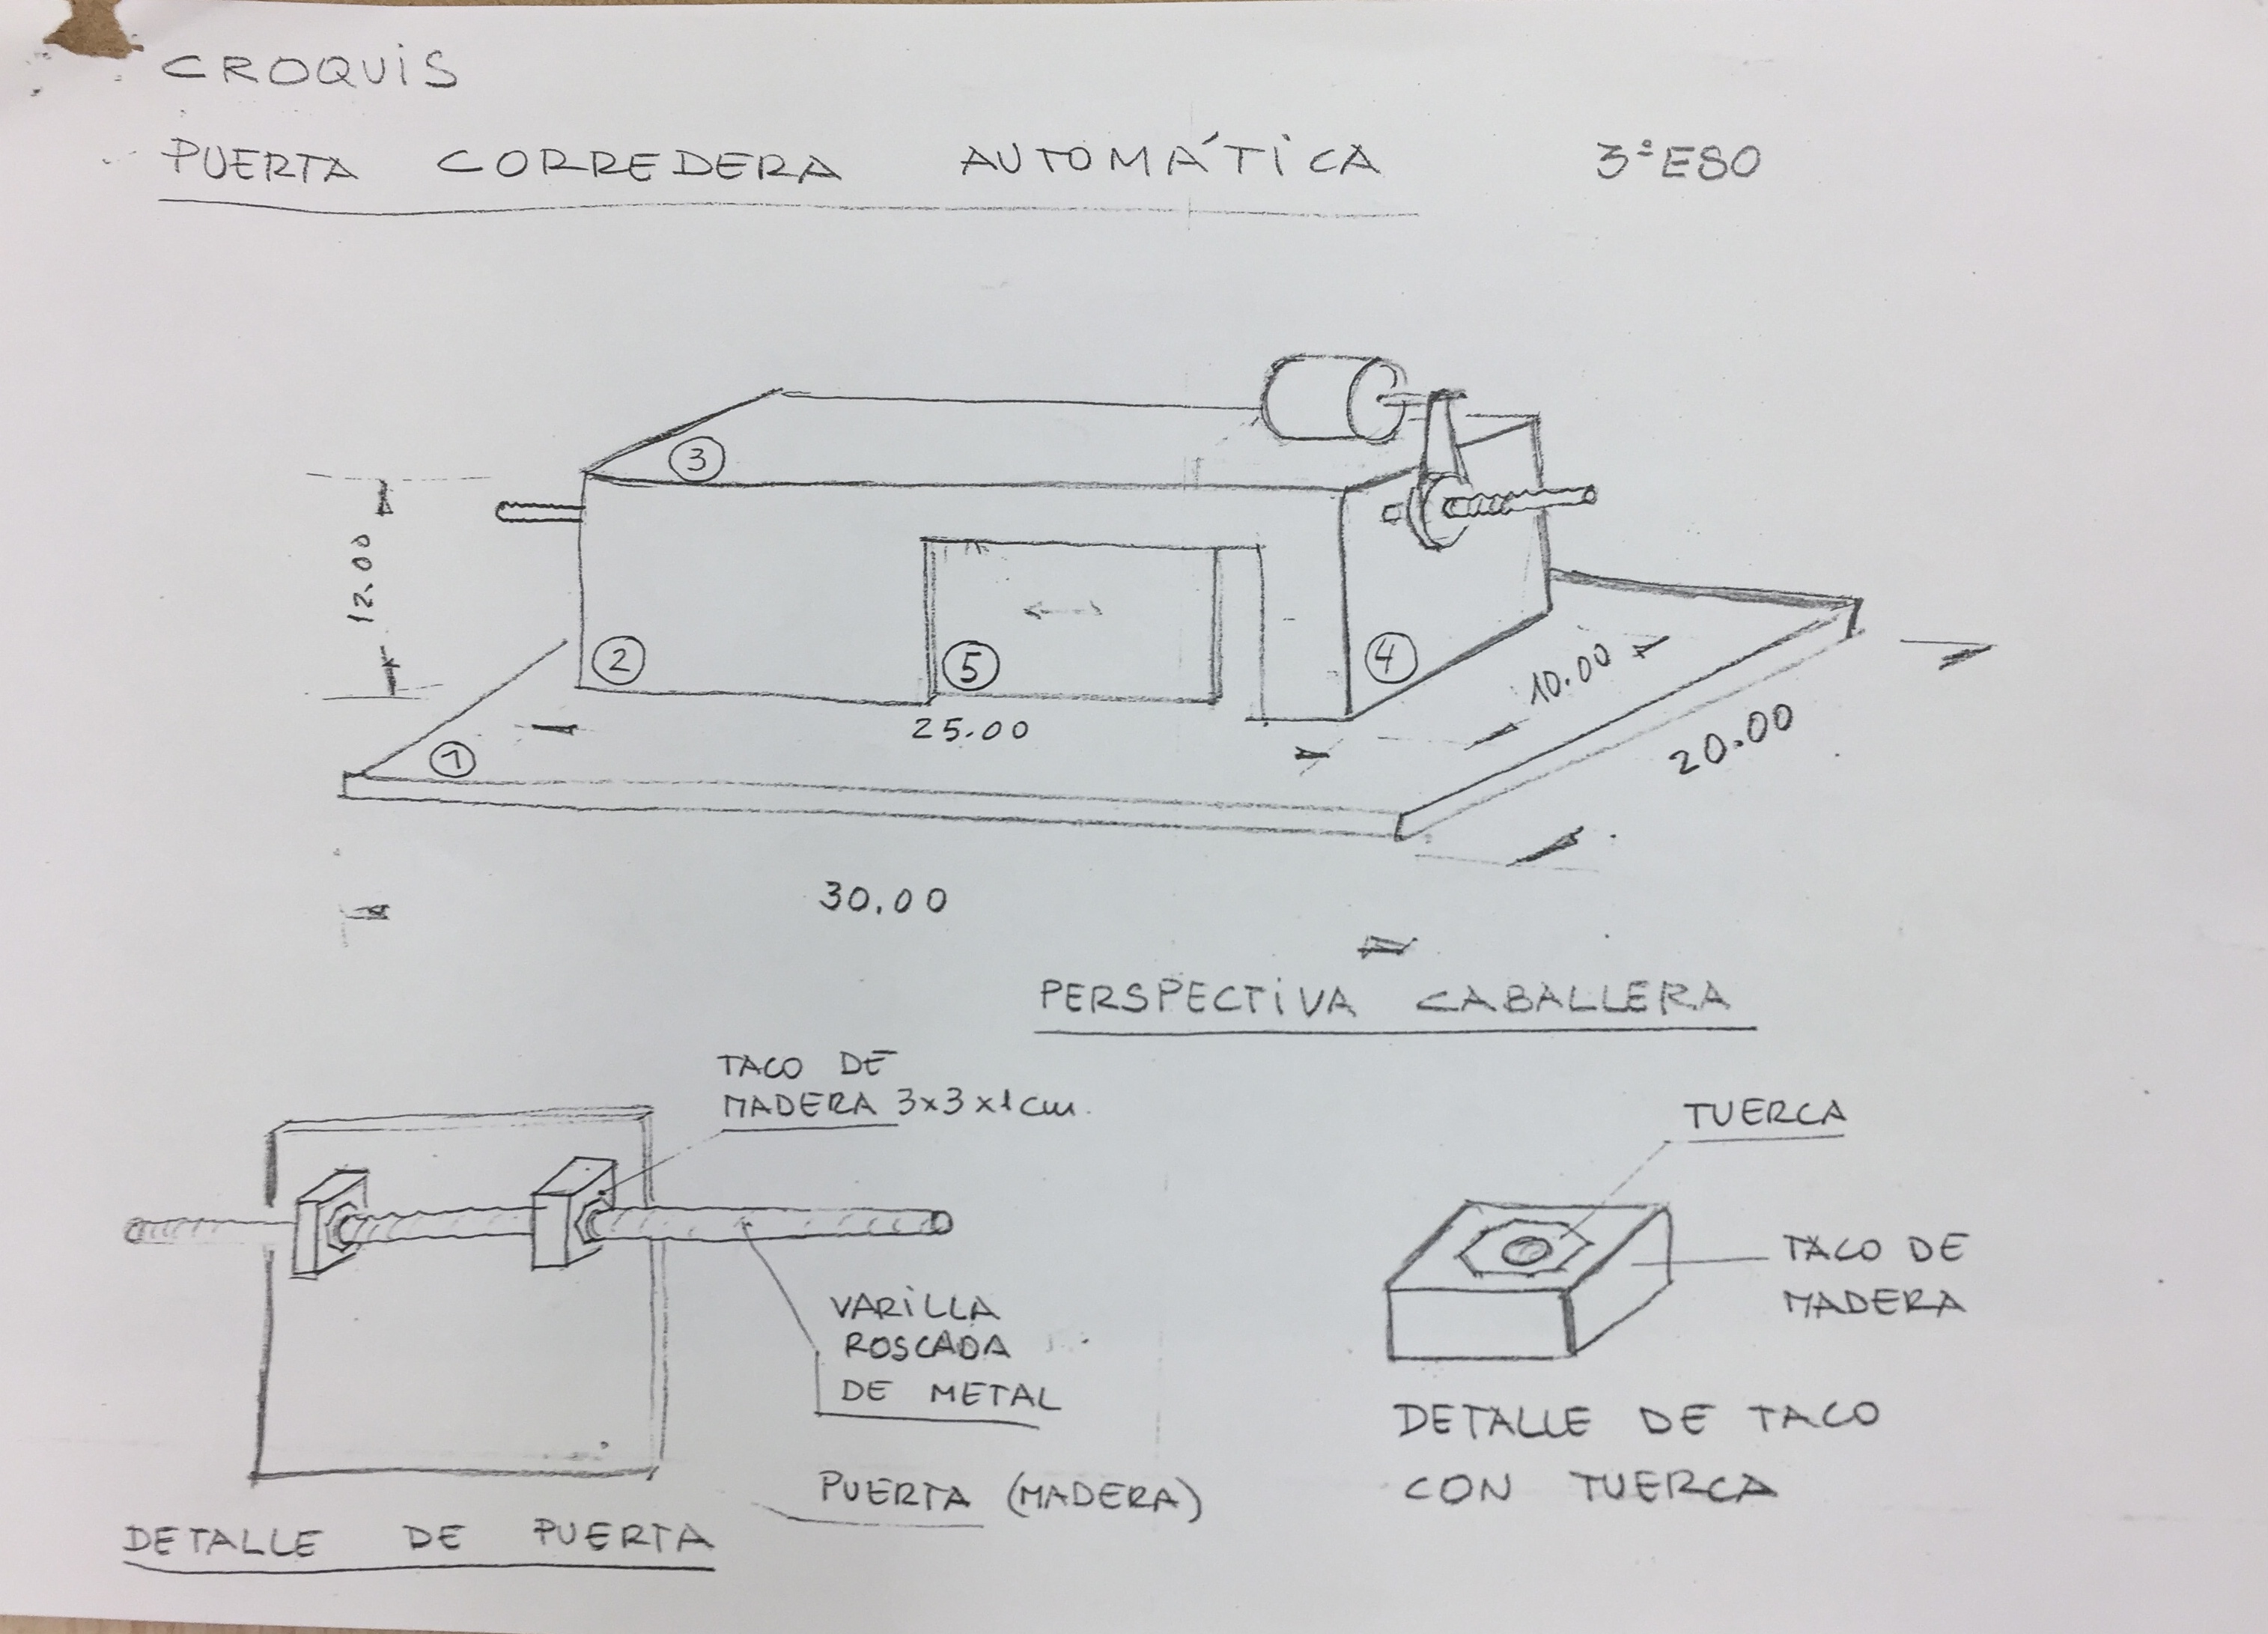 CROQUIS
PUERTA CORREDERA AUTOMÁTICA 3º ESO
3
12.00
2
5
4
10.00
25.00
20.00
1
30.00
PERSPECTIVA CABALLERA
TACO DE
MADERA 3x3x1cm.
TUERCA
TACO DE
MADERA
VARILLA
ROSCADA
DE METAL
DETALLE DE TACO
CON TUERCA
PUERTA (MADERA)
DETALLE DE PUERTA